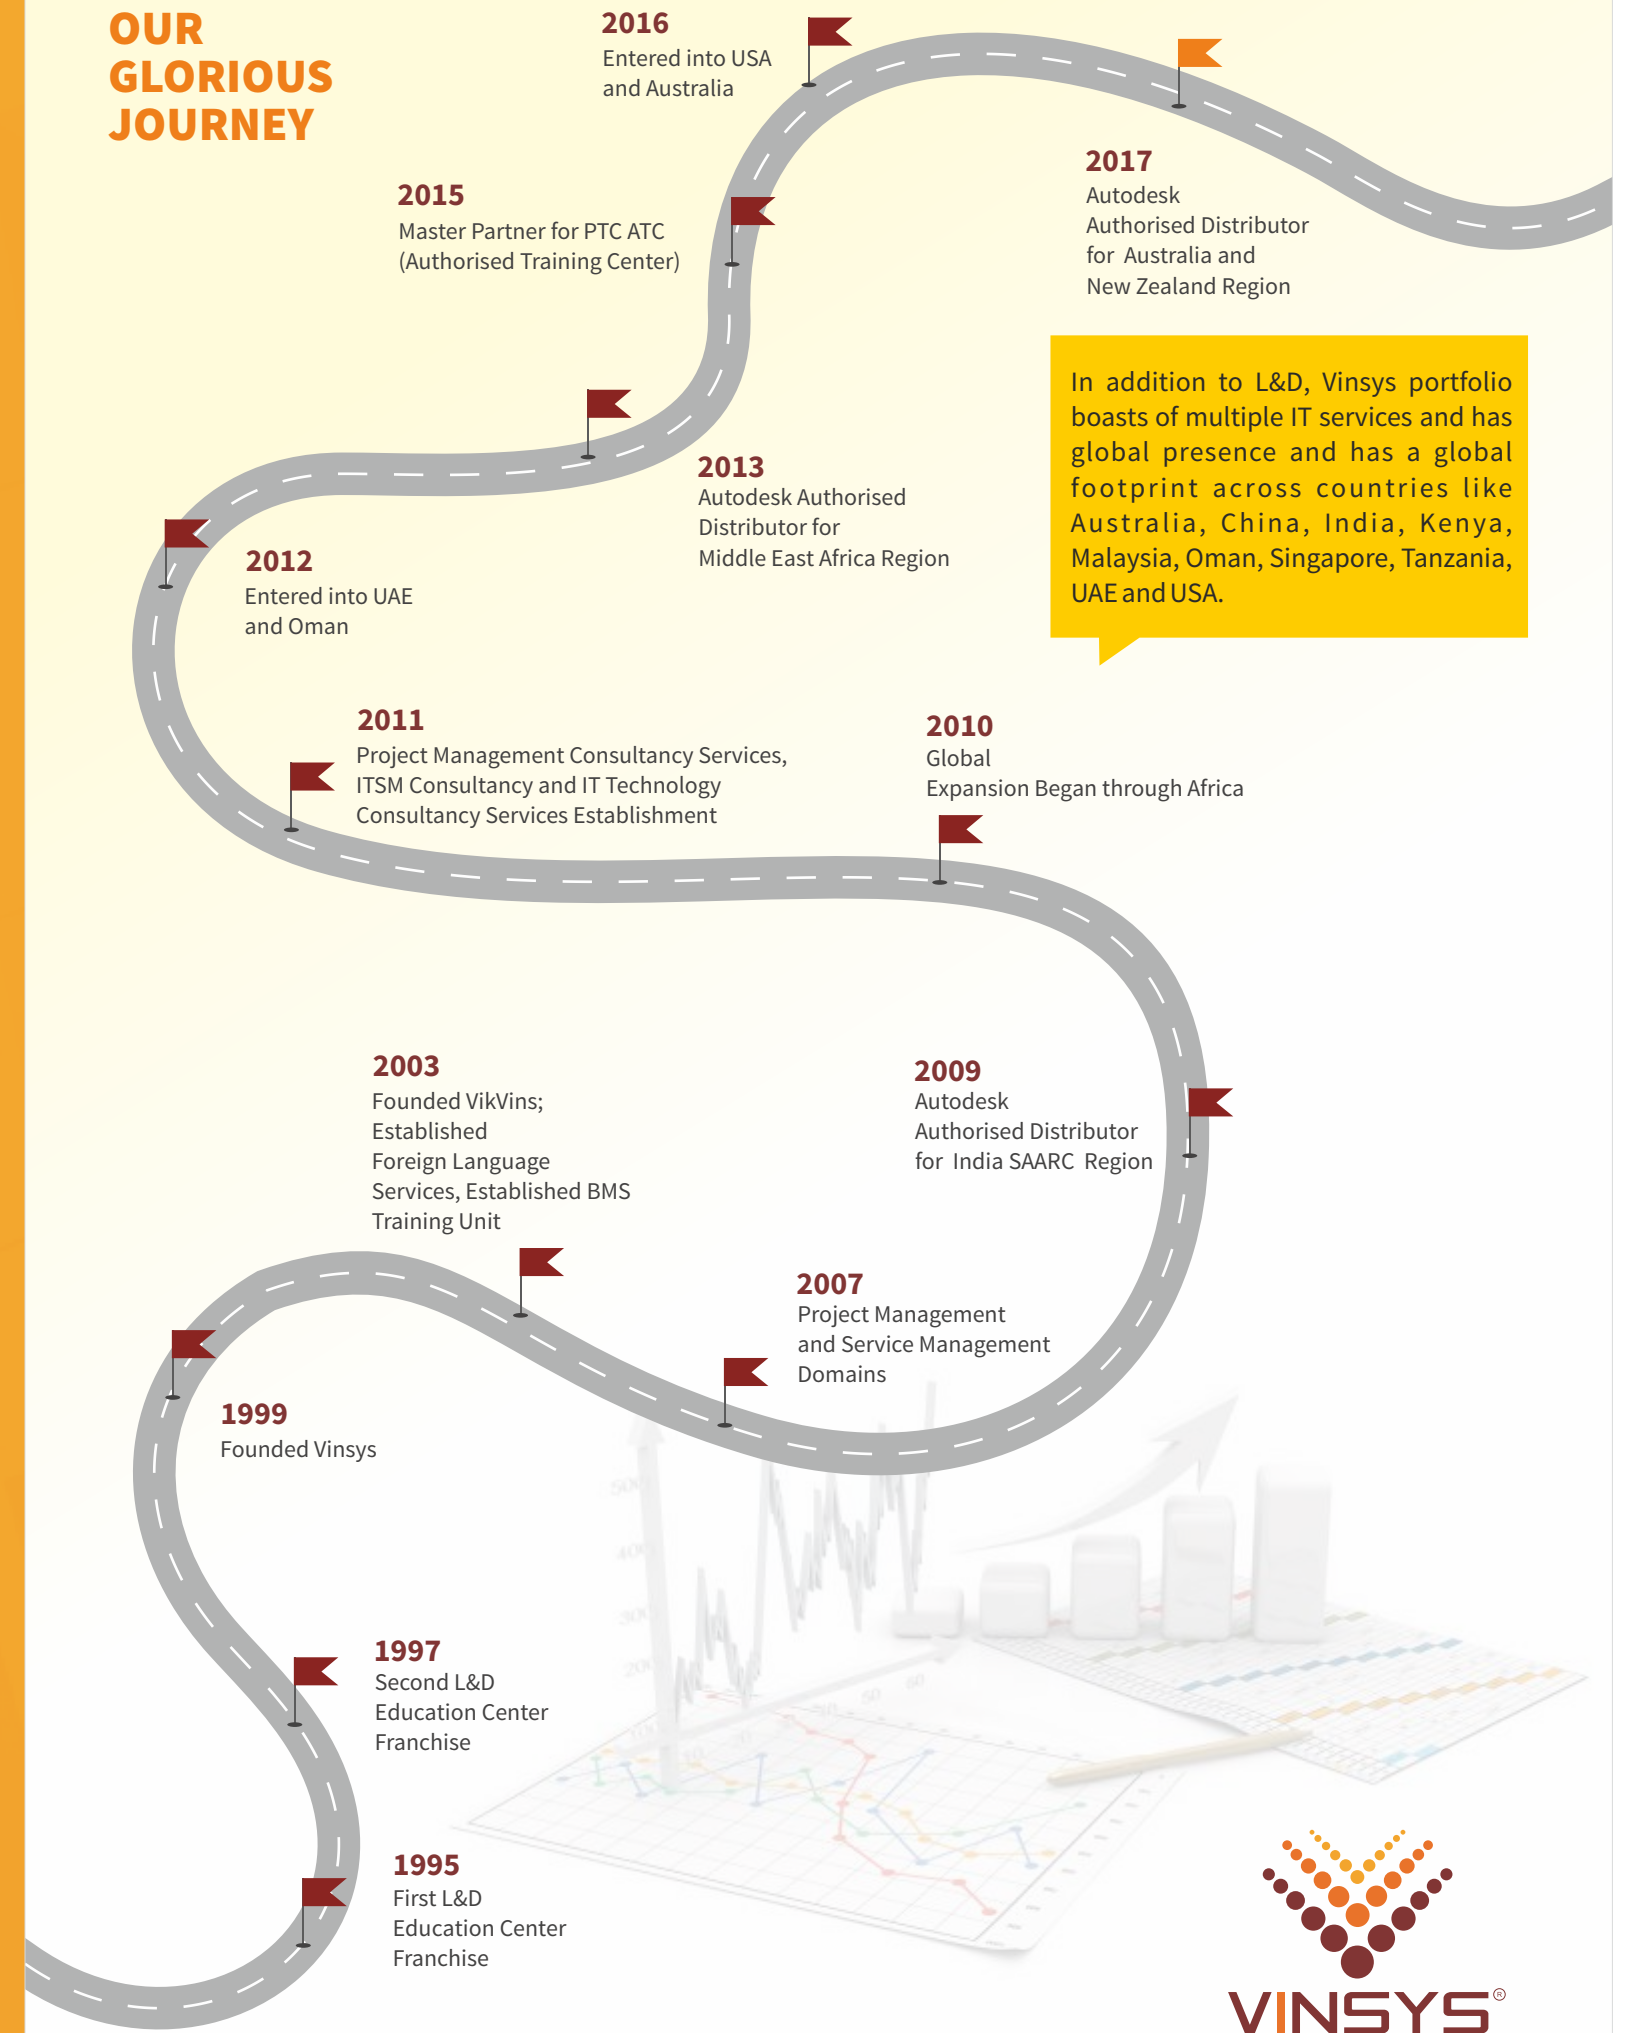 OUR
GLORIOUS
JOURNEY
2016
Entered into USA
and Australia
2017
Autodesk
Authorised Distributor
for Australia and
New Zealand Region
2015
Master Partner for PTC ATC
(Authorised Training Center)
In addition to L&D, Vinsys portfolio
boasts of multiple IT services and has
global presence and has a global
footprint across countries like
Australia, China, India, Kenya,
Malaysia, Oman, Singapore, Tanzania,
UAE and USA.
2013
Autodesk Authorised
Distributor for
Middle East Africa Region
2012
Entered into UAE
and Oman
2011
Project Management Consultancy Services,
ITSM Consultancy and IT Technology
Consultancy Services Establishment
2010
Global
Expansion Began through Africa
2009
Autodesk
Authorised Distributor
for India SAARC Region
2003
Founded VikVins;
Established
Foreign Language
Services, Established BMS
Training Unit
2007
Project Management
and Service Management
Domains
1999
Founded Vinsys
1997
Second L&D
Education Center
Franchise
1995
First L&D
Education Center
Franchise
VINSYS®